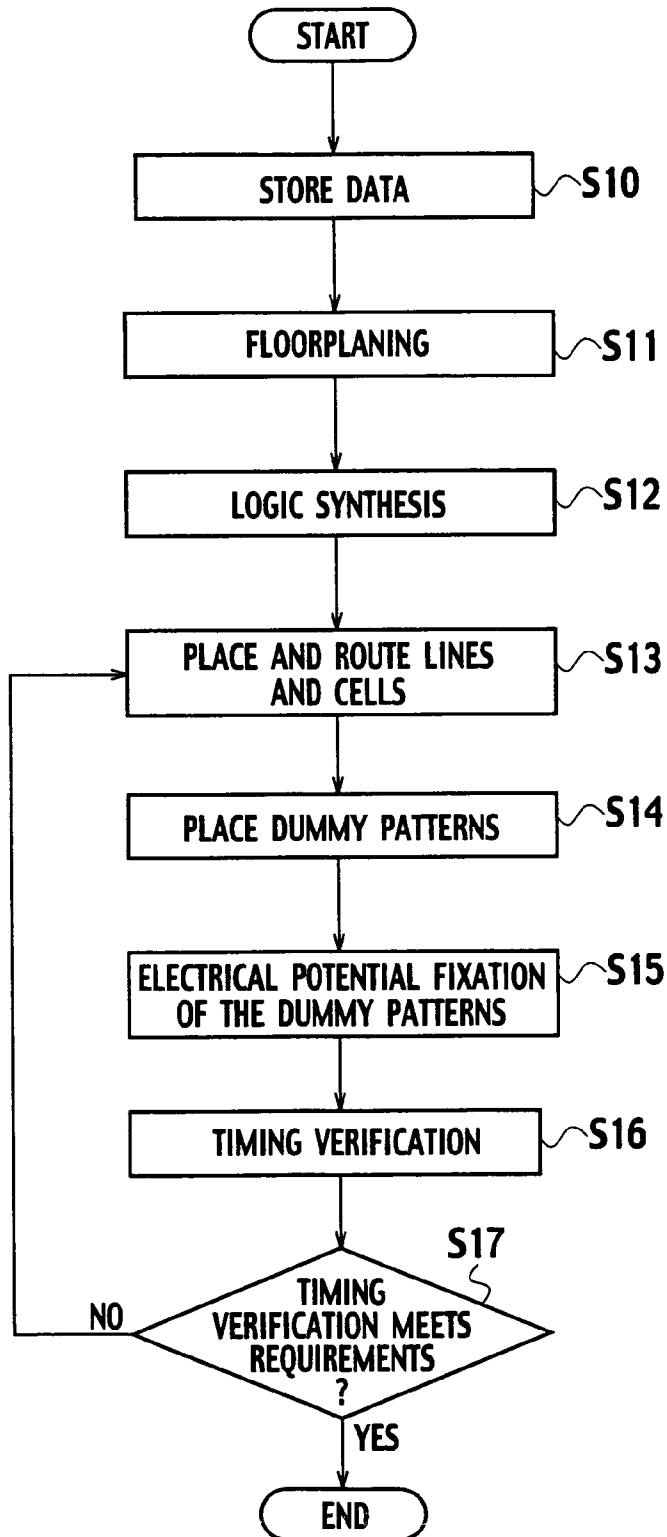 START
STORE DATA
S10
FLOORPLANING
S11
LOGIC SYNTHESIS
S12
PLACE AND ROUTE LINES
AND CELLS
S13
PLACE DUMMY PATTERNS
S14
ELECTRICAL POTENTIAL FIXATION
OF THE DUMMY PATTERNS
S15
TIMING VERIFICATION
S16
S17
TIMING
VERIFICATION MEETS
REQUIREMENTS
?
NO
YES
END